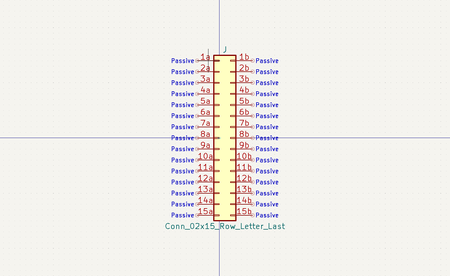 J
Passive 1a 1b Passive
Passive 2a 2b Passive
Passive 3a 3b Passive
Passive 4a 4b Passive
Passive 5a 5b Passive
Passive 6a 6b Passive
Passive 7a 7b Passive
Passive 8a 8b Passive
Passive 9a 9b Passive
Passive 10a 10b Passive
Passive 11a 11b Passive
Passive 12a 12b Passive
Passive 13a 13b Passive
Passive 14a 14b Passive
Passive 15a 15b Passive
Conn_02x15_Row_Letter_Last